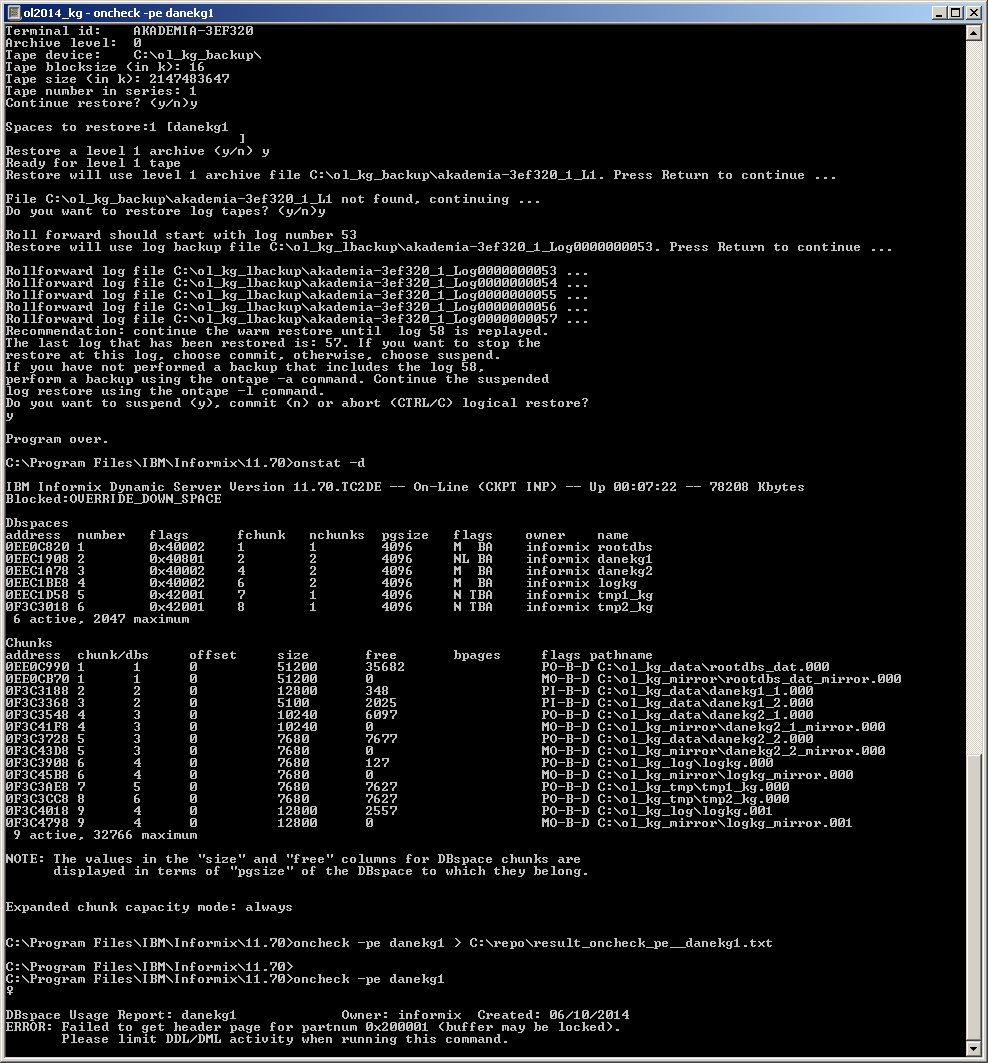 ol2014_kg - oncheck -pe danekg1
Terminal id:    AKADEMIA-3EF320
Archive level:  0
Tape device:    C:\ol_kg_backup\
Tape blocksize (in k): 16
Tape size (in k): 2147483647
Tape number in series: 1
Continue restore? (y/n)y
Spaces to restore:1 [danekg1
]
Restore a level 1 archive (y/n) y
Ready for level 1 tape
Restore will use level 1 archive file C:\ol_kg_backup\akademia-3ef320_1_L1. Press Return to continue ...
File C:\ol_kg_backup\akademia-3ef320_1_L1 not found, continuing ...
Do you want to restore log tapes? (y/n)y
Roll forward should start with log number 53
Restore will use log backup file C:\ol_kg_lbackup\akademia-3ef320_1_Log0000000053. Press Return to continue ...
Rollforward log file C:\ol_kg_lbackup\akademia-3ef320_1_Log0000000053 ...
Rollforward log file C:\ol_kg_lbackup\akademia-3ef320_1_Log0000000054 ...
Rollforward log file C:\ol_kg_lbackup\akademia-3ef320_1_Log0000000055 ...
Rollforward log file C:\ol_kg_lbackup\akademia-3ef320_1_Log0000000056 ...
Rollforward log file C:\ol_kg_lbackup\akademia-3ef320_1_Log0000000057 ...
Recommendation: continue the warm restore until  log 58 is replayed.
The last log that has been restored is: 57. If you want to stop the
restore at this log, choose commit, otherwise, choose suspend.
If you have not performed a backup that includes the log 58,
perform a backup using the ontape -a command. Continue the suspended
log restore using the ontape -l command.
Do you want to suspend (y), commit (n) or abort (CTRL/C) logical restore?
y
Program over.
C:\Program Files\IBM\Informix\11.70>onstat -d
IBM Informix Dynamic Server Version 11.70.TC2DE -- On-Line (CKPT INP) -- Up 00:07:22 -- 78208 Kbytes
Blocked:OVERRIDE_DOWN_SPACE
Dbspaces
address  number   flags      fchunk   nchunks  pgsize   flags    owner    name
0EE0C820 1        0x40002    1        1        4096     M  BA    informix rootdbs
0EEC1908 2        0x40801    2        2        4096     NL BA    informix danekg1
0EEC1A78 3        0x40002    4        2        4096     M  BA    informix danekg2
0EEC1BE8 4        0x40002    6        2        4096     M  BA    informix logkg
0EEC1D58 5        0x42001    7        1        4096     N TBA    informix tmp1_kg
0F3C3018 6        0x42001    8        1        4096     N TBA    informix tmp2_kg
6 active, 2047 maximum
Chunks
address  chunk/dbs     offset     size       free       bpages     flags pathname
0EE0C990 1      1      0          51200      35682                 PO-B-D C:\ol_kg_data\rootdbs_dat.000
0EE0CB70 1      1      0          51200      0                     MO-B-D C:\ol_kg_mirror\rootdbs_dat_mirror.000
0F3C3188 2      2      0          12800      348                   PI-B-D C:\ol_kg_data\danekg1_1.000
0F3C3368 3      2      0          5100       2025                  PI-B-D C:\ol_kg_data\danekg1_2.000
0F3C3548 4      3      0          10240      6097                  PO-B-D C:\ol_kg_data\danekg2_1.000
0F3C41F8 4      3      0          10240      0                     MO-B-D C:\ol_kg_mirror\danekg2_1_mirror.000
0F3C3728 5      3      0          7680       7677                  PO-B-D C:\ol_kg_data\danekg2_2.000
0F3C43D8 5      3      0          7680       0                     MO-B-D C:\ol_kg_mirror\danekg2_2_mirror.000
0F3C3908 6      4      0          7680       127                   PO-B-D C:\ol_kg_log\logkg.000
0F3C45B8 6      4      0          7680       0                     MO-B-D C:\ol_kg_mirror\logkg_mirror.000
0F3C3AE8 7      5      0          7680       7627                  PO-B-D C:\ol_kg_tmp\tmp1_kg.000
0F3C3CC8 8      6      0          7680       7627                  PO-B-D C:\ol_kg_tmp\tmp2_kg.000
0F3C4018 9      4      0          12800      2557                  PO-B-D C:\ol_kg_log\logkg.001
0F3C4798 9      4      0          12800      0                     MO-B-D C:\ol_kg_mirror\logkg_mirror.001
9 active, 32766 maximum
NOTE: The values in the "size" and "free" columns for DBspace chunks are
displayed in terms of "pgsize" of the DBspace to which they belong.
Expanded chunk capacity mode: always
C:\Program Files\IBM\Informix\11.70>oncheck -pe danekg1 > C:\repo\result_oncheck_pe__danekg1.txt
C:\Program Files\IBM\Informix\11.70>
C:\Program Files\IBM\Informix\11.70>oncheck -pe danekg1
♀
DBspace Usage Report: danekg1             Owner: informix  Created: 06/10/2014
ERROR: Failed to get header page for partnum 0x200001 (buffer may be locked).
Please limit DDL/DML activity when running this command.